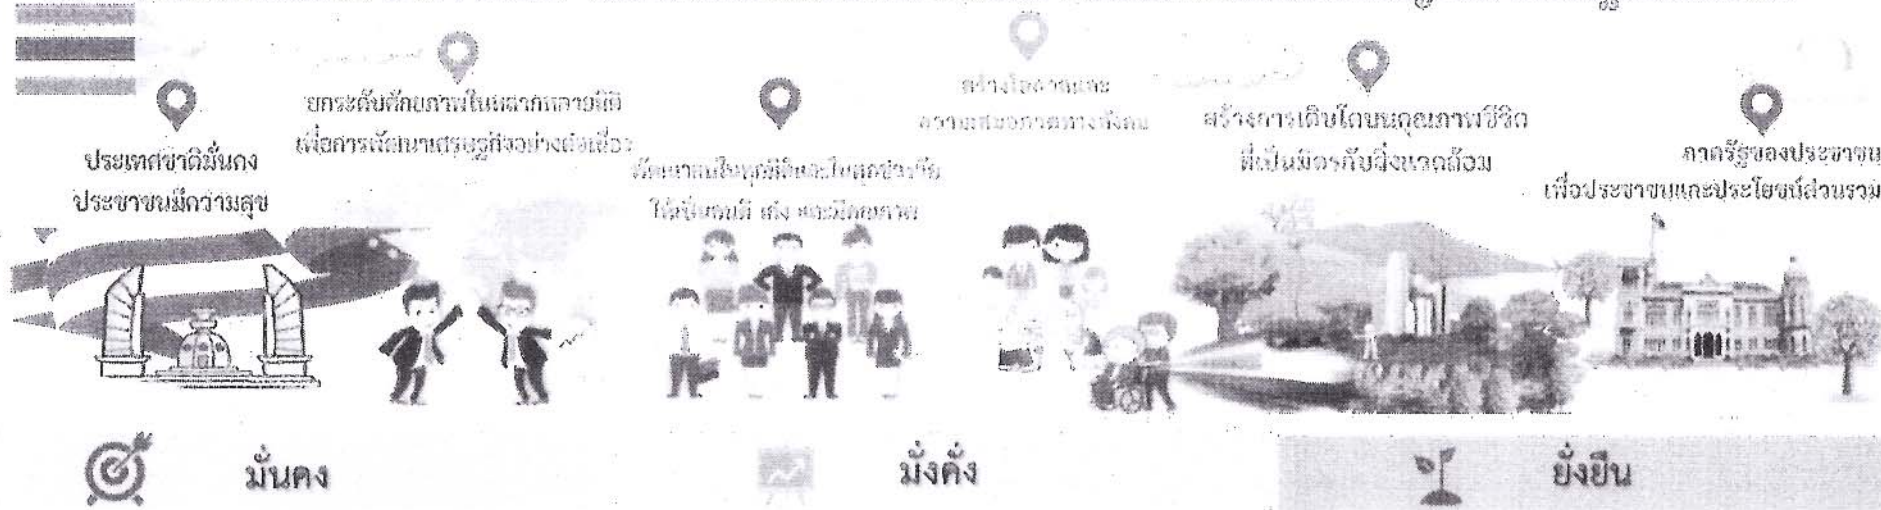 ประเทศชาติมั่นคง
ประชาชนมีความสุข
ยกระดับศักยภาพในหลากหลายมิติ
เพื่อการพัฒนาเศรษฐกิจอย่างต่อเนื่อง
พัฒนาคนในทุกมิติและในทุกช่วงวัย
ให้เป็นคนดี เก่ง และมีคุณภาพ
สร้างโอกาสและ
ความเสมอภาคทางสังคม
สร้างการเติบโตบนคุณภาพชีวิต
ที่เป็นมิตรกับสิ่งแวดล้อม
ภาครัฐของประชาชน
เพื่อประชาชนและประโยชน์ส่วนรวม
มั่นคง
มั่งคั่ง
ยั่งยืน